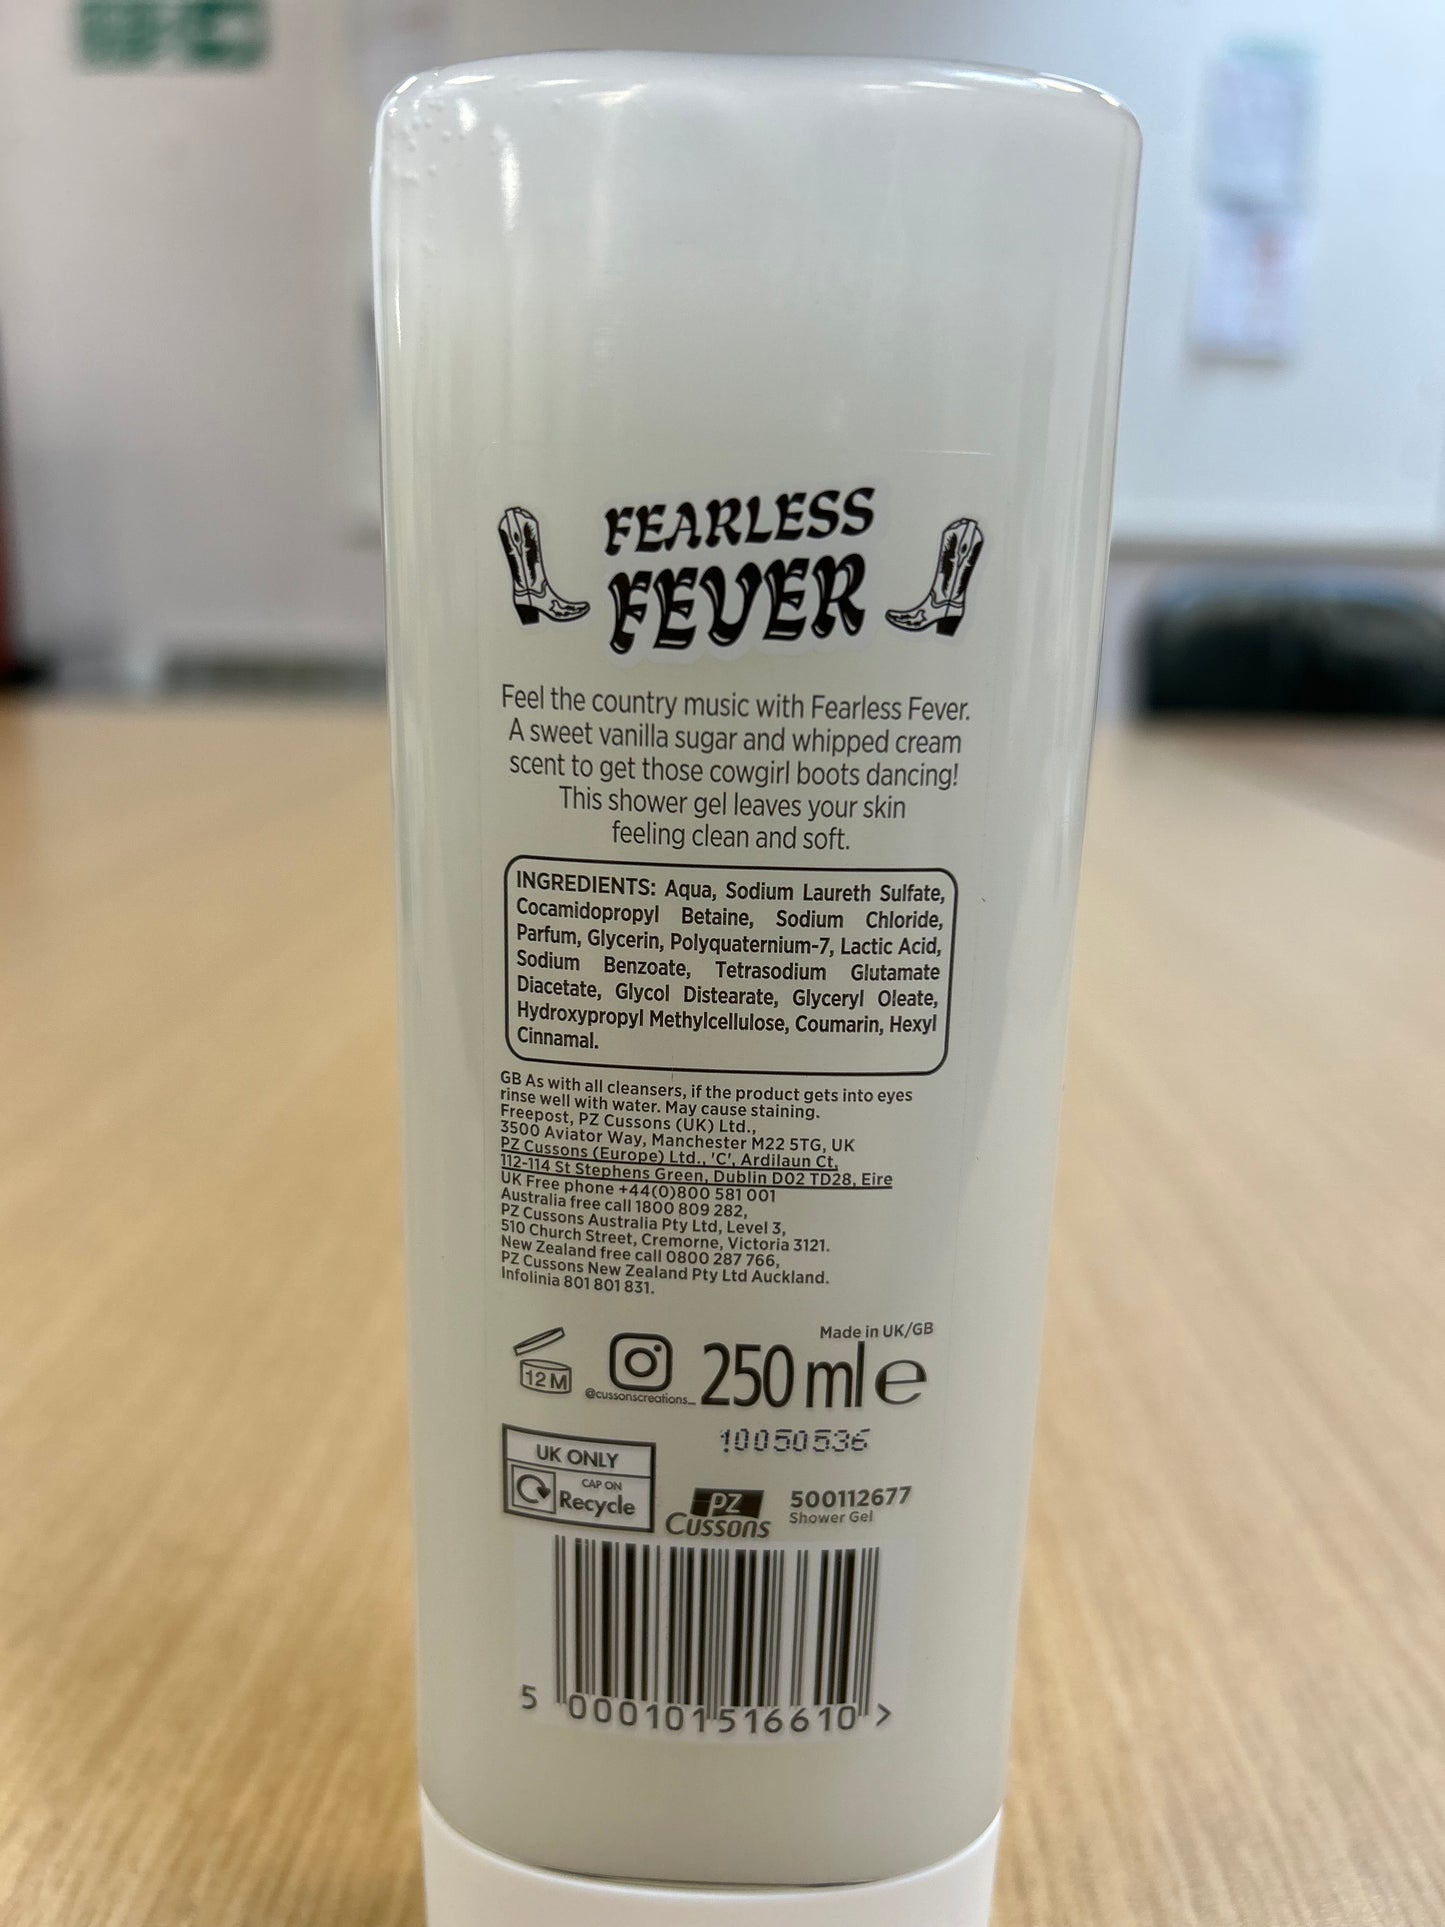 FEARLESS
FEVER
Feel the country music with Fearless Fever.
A sweet vanilla sugar and whipped cream
scent to get those cowgirl boots dancing!
This shower gel leaves your skin
feeling clean and soft.
INGREDIENTS: Aqua, Sodium Laureth Sulfate,
Cocamidopropyl Betaine, Sodium Chloride,
Parfum, Glycerin, Polyquaternium-7, Lactic Acid,
Sodium Benzoate, Tetrasodium Glutamate
Diacetate, Glycol Distearate, Glyceryl Oleate,
Hydroxypropyl Methylcellulose, Coumarin, Hexyl
Cinnamal.
GB As with all cleansers, if the product gets into eyes
rinse well with water. May cause staining.
Freepost, PZ Cussons (UK) Ltd.,
3500 Aviator Way, Manchester M22 5TG, UK
PZ Cussons (Europe) Ltd., 'C', Ardilaun Ct,
112-114 St Stephens Green, Dublin D02 TD28, Eire
UK Free phone +44(0)800 581 001
Australia free call 1800 809 282,
PZ Cussons Australia Pty Ltd, Level 3,
510 Church Street, Cremorne, Victoria 3121.
New Zealand free call 0800 287 766,
PZ Cussons New Zealand Pty Ltd Auckland.
Infolinia 801 801 831.
Made in UK/GB
12 M
@cussonscreations_
250 ml e
10050536
UK ONLY
CAP ON
Recycle
PZ
Cussons
500112677
Shower Gel
5 000101 516610 >